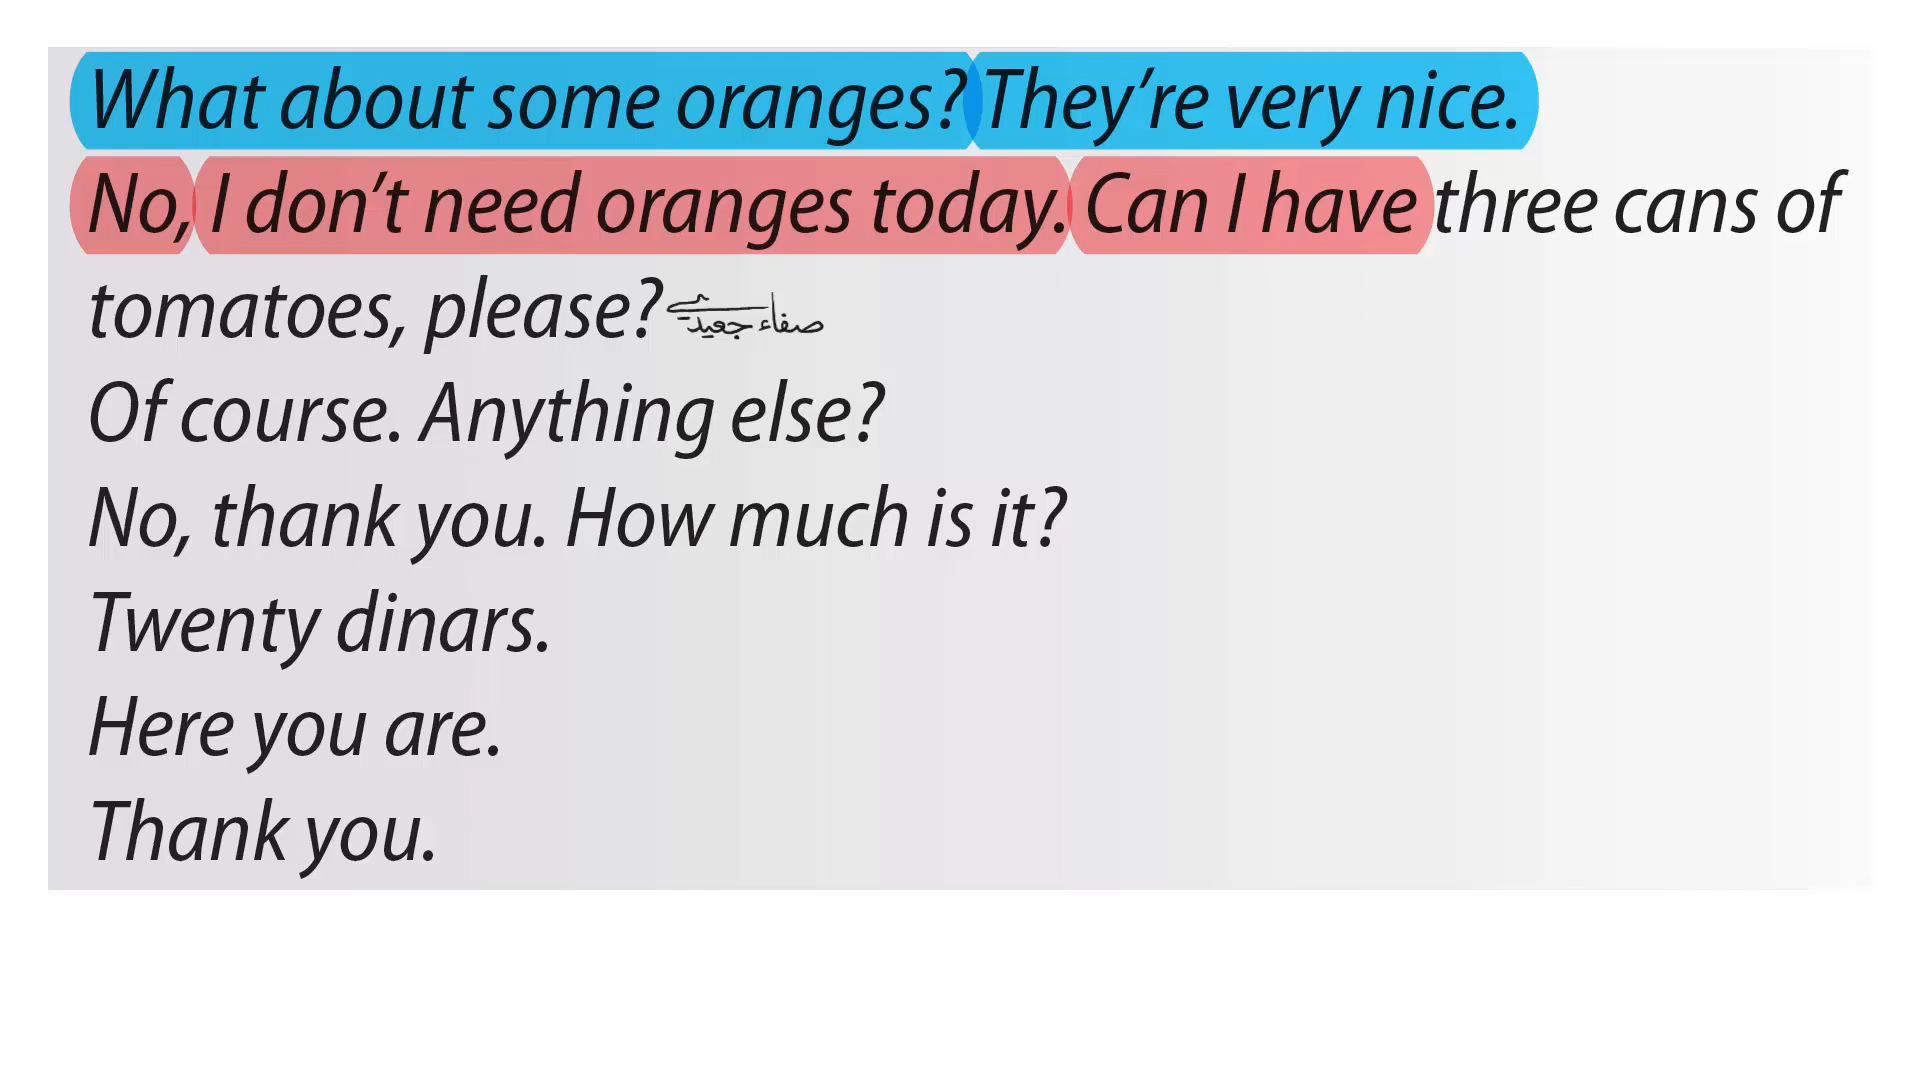 What about some oranges? They’re very nice.
No, I don’t need oranges today. Can I have three cans of
tomatoes, please? صفاء جعيدي
Of course. Anything else?
No, thank you. How much is it?
Twenty dinars.
Here you are.
Thank you.